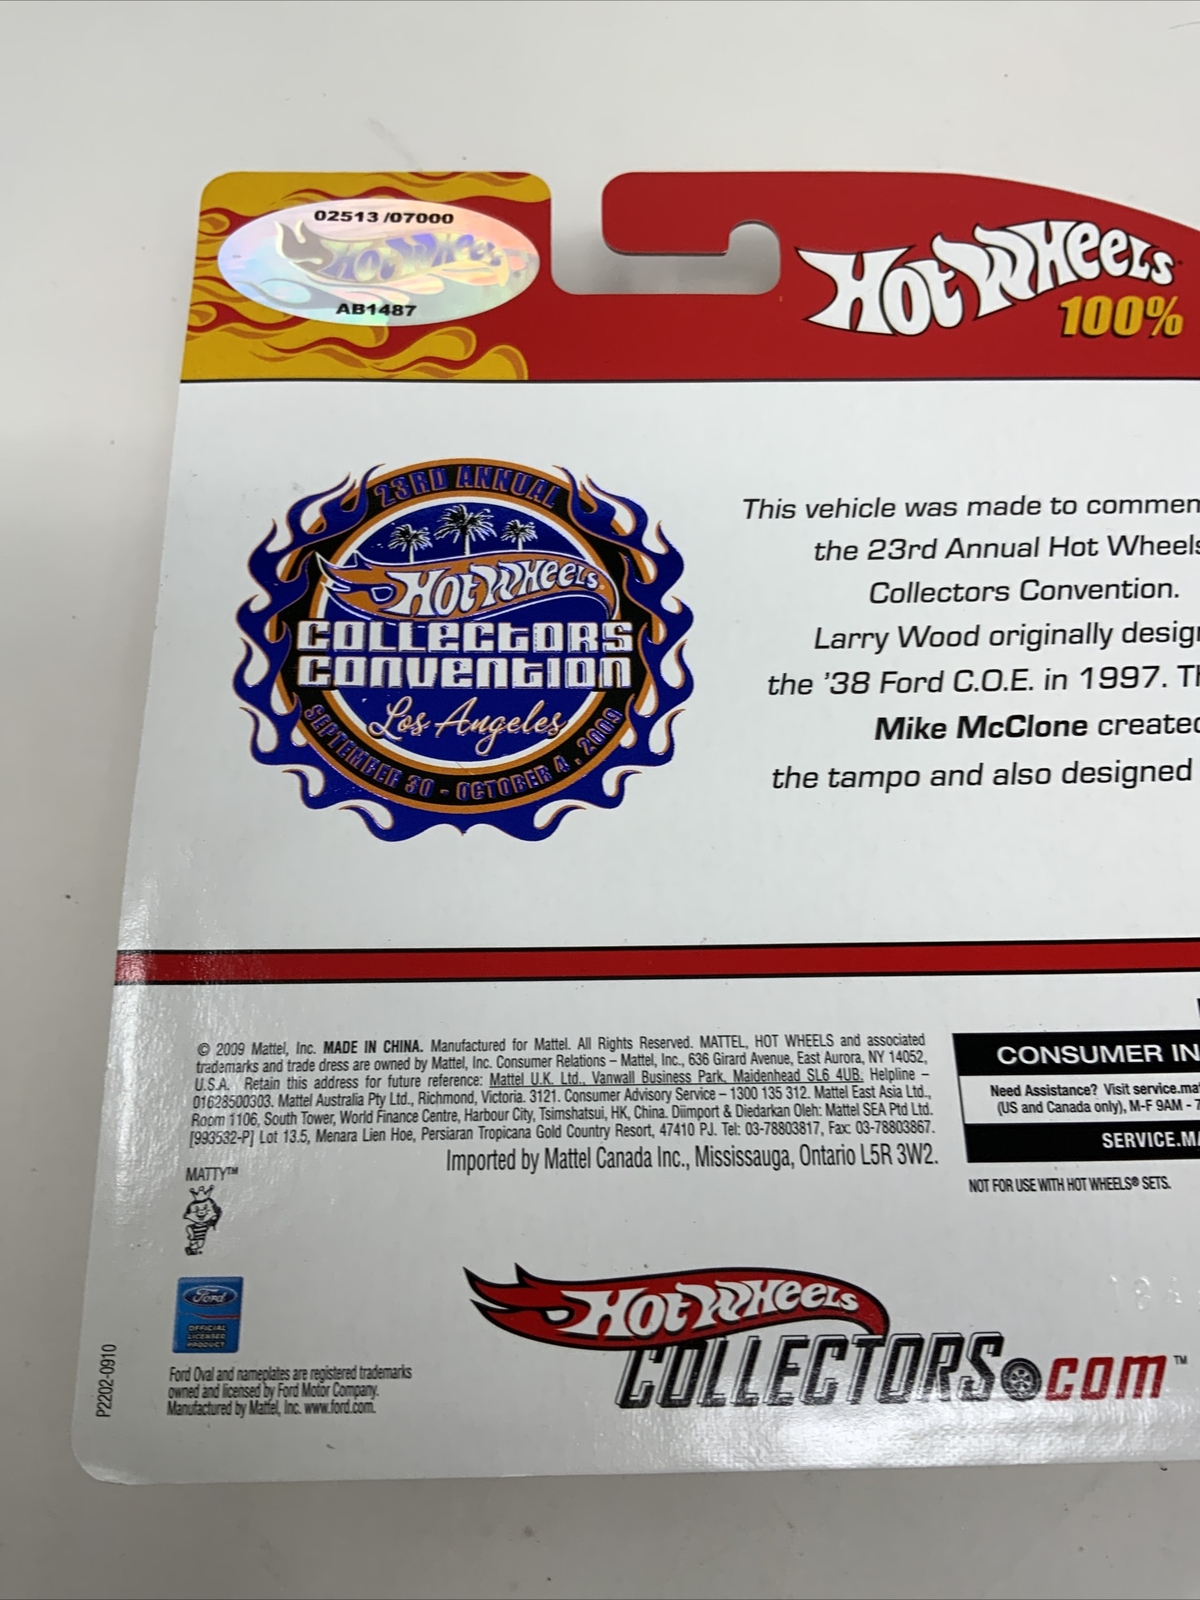 02513 /07000
Hot Wheels
AB1487
Hot Wheels
100%
23RD ANNUAL
Hot Wheels
COLLECTORS
CONVENTION
Los Angeles
SEPTEMBER 30 - OCTOBER 4, 2009
This vehicle was made to commen
the 23rd Annual Hot Wheels
Collectors Convention.
Larry Wood originally desig
the '38 Ford C.O.E. in 1997. Th
Mike McClone created
the tampo and also designed
© 2009 Mattel, Inc. MADE IN CHINA. Manufactured for Mattel. All Rights Reserved. MATTEL, HOT WHEELS and associated
trademarks and trade dress are owned by Mattel, Inc. Consumer Relations – Mattel, Inc., 636 Girard Avenue, East Aurora, NY 14052,
U.S.A. Retain this address for future reference: Mattel U.K. Ltd., Vanwall Business Park, Maidenhead SL6 4UB. Helpline –
01628500303. Mattel Australia Pty Ltd., Richmond, Victoria. 3121. Consumer Advisory Service – 1300 135 312. Mattel East Asia Ltd.,
Room 1106, South Tower, World Finance Centre, Harbour City, Tsimshatsui, HK, China. Diimport & Diedarkan Oleh: Mattel SEA Ptd Ltd.
[993532-P] Lot 13.5, Menara Lien Hoe, Persiaran Tropicana Gold Country Resort, 47410 PJ. Tel: 03-78803817, Fax: 03-78803867.
Imported by Mattel Canada Inc., Mississauga, Ontario L5R 3W2.
CONSUMER IN
Need Assistance? Visit service.ma
(US and Canada only), M-F 9AM - 7
SERVICE.MA
NOT FOR USE WITH HOT WHEELS® SETS.
MATTY™
Ford
OFFICIAL
LICENSED
PRODUCT
Ford Oval and nameplates are registered trademarks
owned and licensed by Ford Motor Company.
Manufactured by Mattel, Inc. www.ford.com.
P2202-0910
Hot Wheels
COLLECTORS.com™